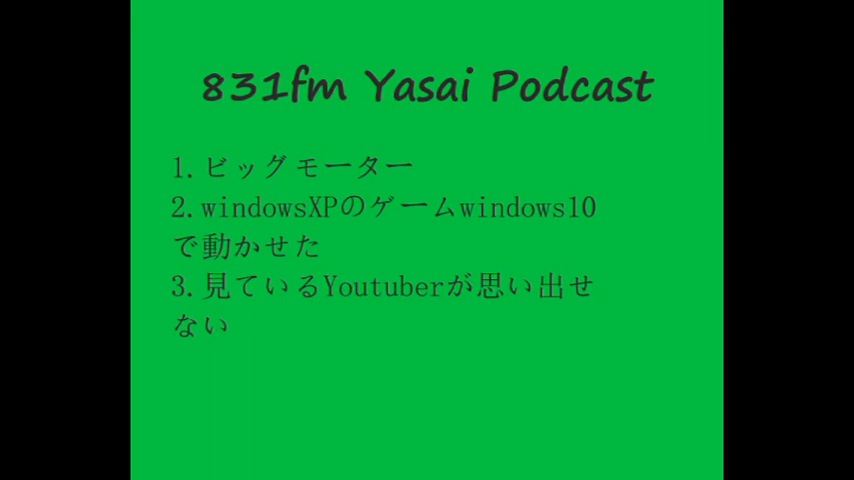 831fm Yasai Podcast
1.ビッグモーター
2.windowsXPのゲームwindows10
で動かせた
3.見ているYoutuberが思い出せ
ない